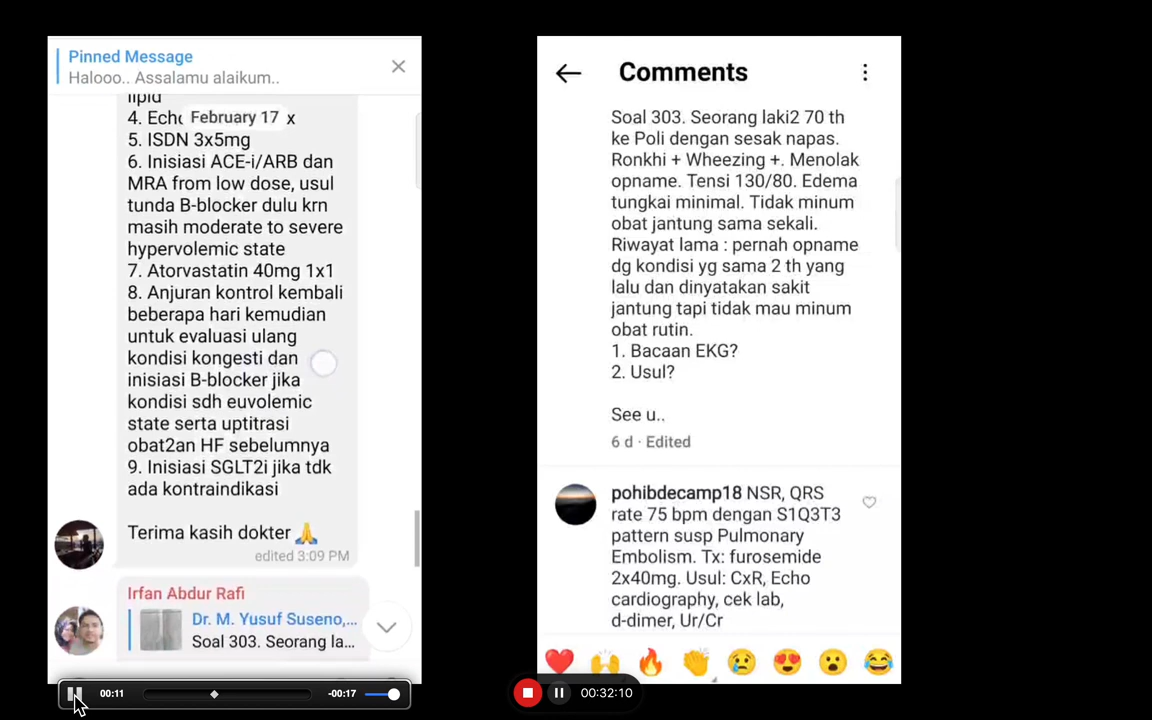 Pinned Message
Halooo.. Assalamu alaikum..
lipid
February 17
4. Echo x
5. ISDN 3x5mg
6. Inisiasi ACE-i/ARB dan
MRA from low dose, usul
tunda B-blocker dulu krn
masih moderate to severe
hypervolemic state
7. Atorvastatin 40mg 1x1
8. Anjuran kontrol kembali
beberapa hari kemudian
untuk evaluasi ulang
kondisi kongesti dan
inisiasi B-blocker jika
kondisi sdh euvolemic
state serta uptitrasi
obat2an HF sebelumnya
9. Inisiasi SGLT2i jika tdk
ada kontraindikasi
Terima kasih dokter 🙏
edited 3:09 PM
Irfan Abdur Rafi
Dr. M. Yusuf Suseno,...
Soal 303. Seorang la...
00:11
-00:17
Comments
Soal 303. Seorang laki2 70 th
ke Poli dengan sesak napas.
Ronkhi + Wheezing +. Menolak
opname. Tensi 130/80. Edema
tungkai minimal. Tidak minum
obat jantung sama sekali.
Riwayat lama : pernah opname
dg kondisi yg sama 2 th yang
lalu dan dinyatakan sakit
jantung tapi tidak mau minum
obat rutin.
1. Bacaan EKG?
2. Usul?
See u..
6 d · Edited
pohibdecamp18 NSR, QRS
rate 75 bpm dengan S1Q3T3
pattern susp Pulmonary
Embolism. Tx: furosemide
2x40mg. Usul: CxR, Echo
cardiography, cek lab,
d-dimer, Ur/Cr
00:32:10